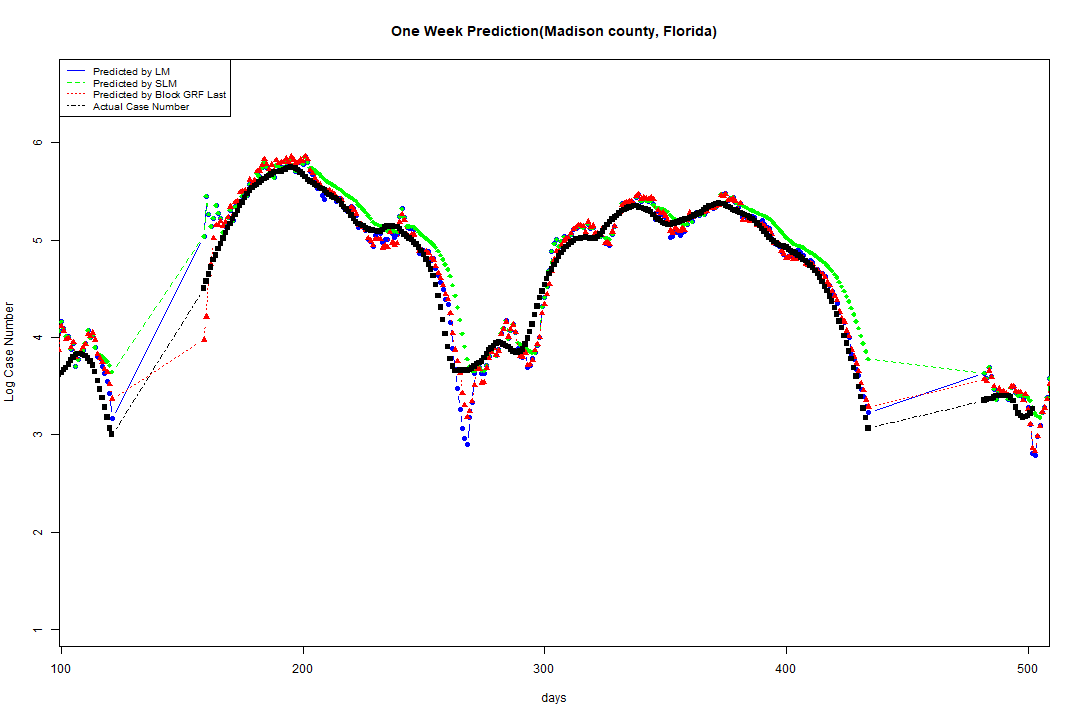 One Week Prediction(Madison county, Florida)
Predicted by LM
Predicted by SLM
Predicted by Block GRF Last
Actual Case Number
6
5
4
3
2
1
Log Case Number
100 200 300 400 500
days